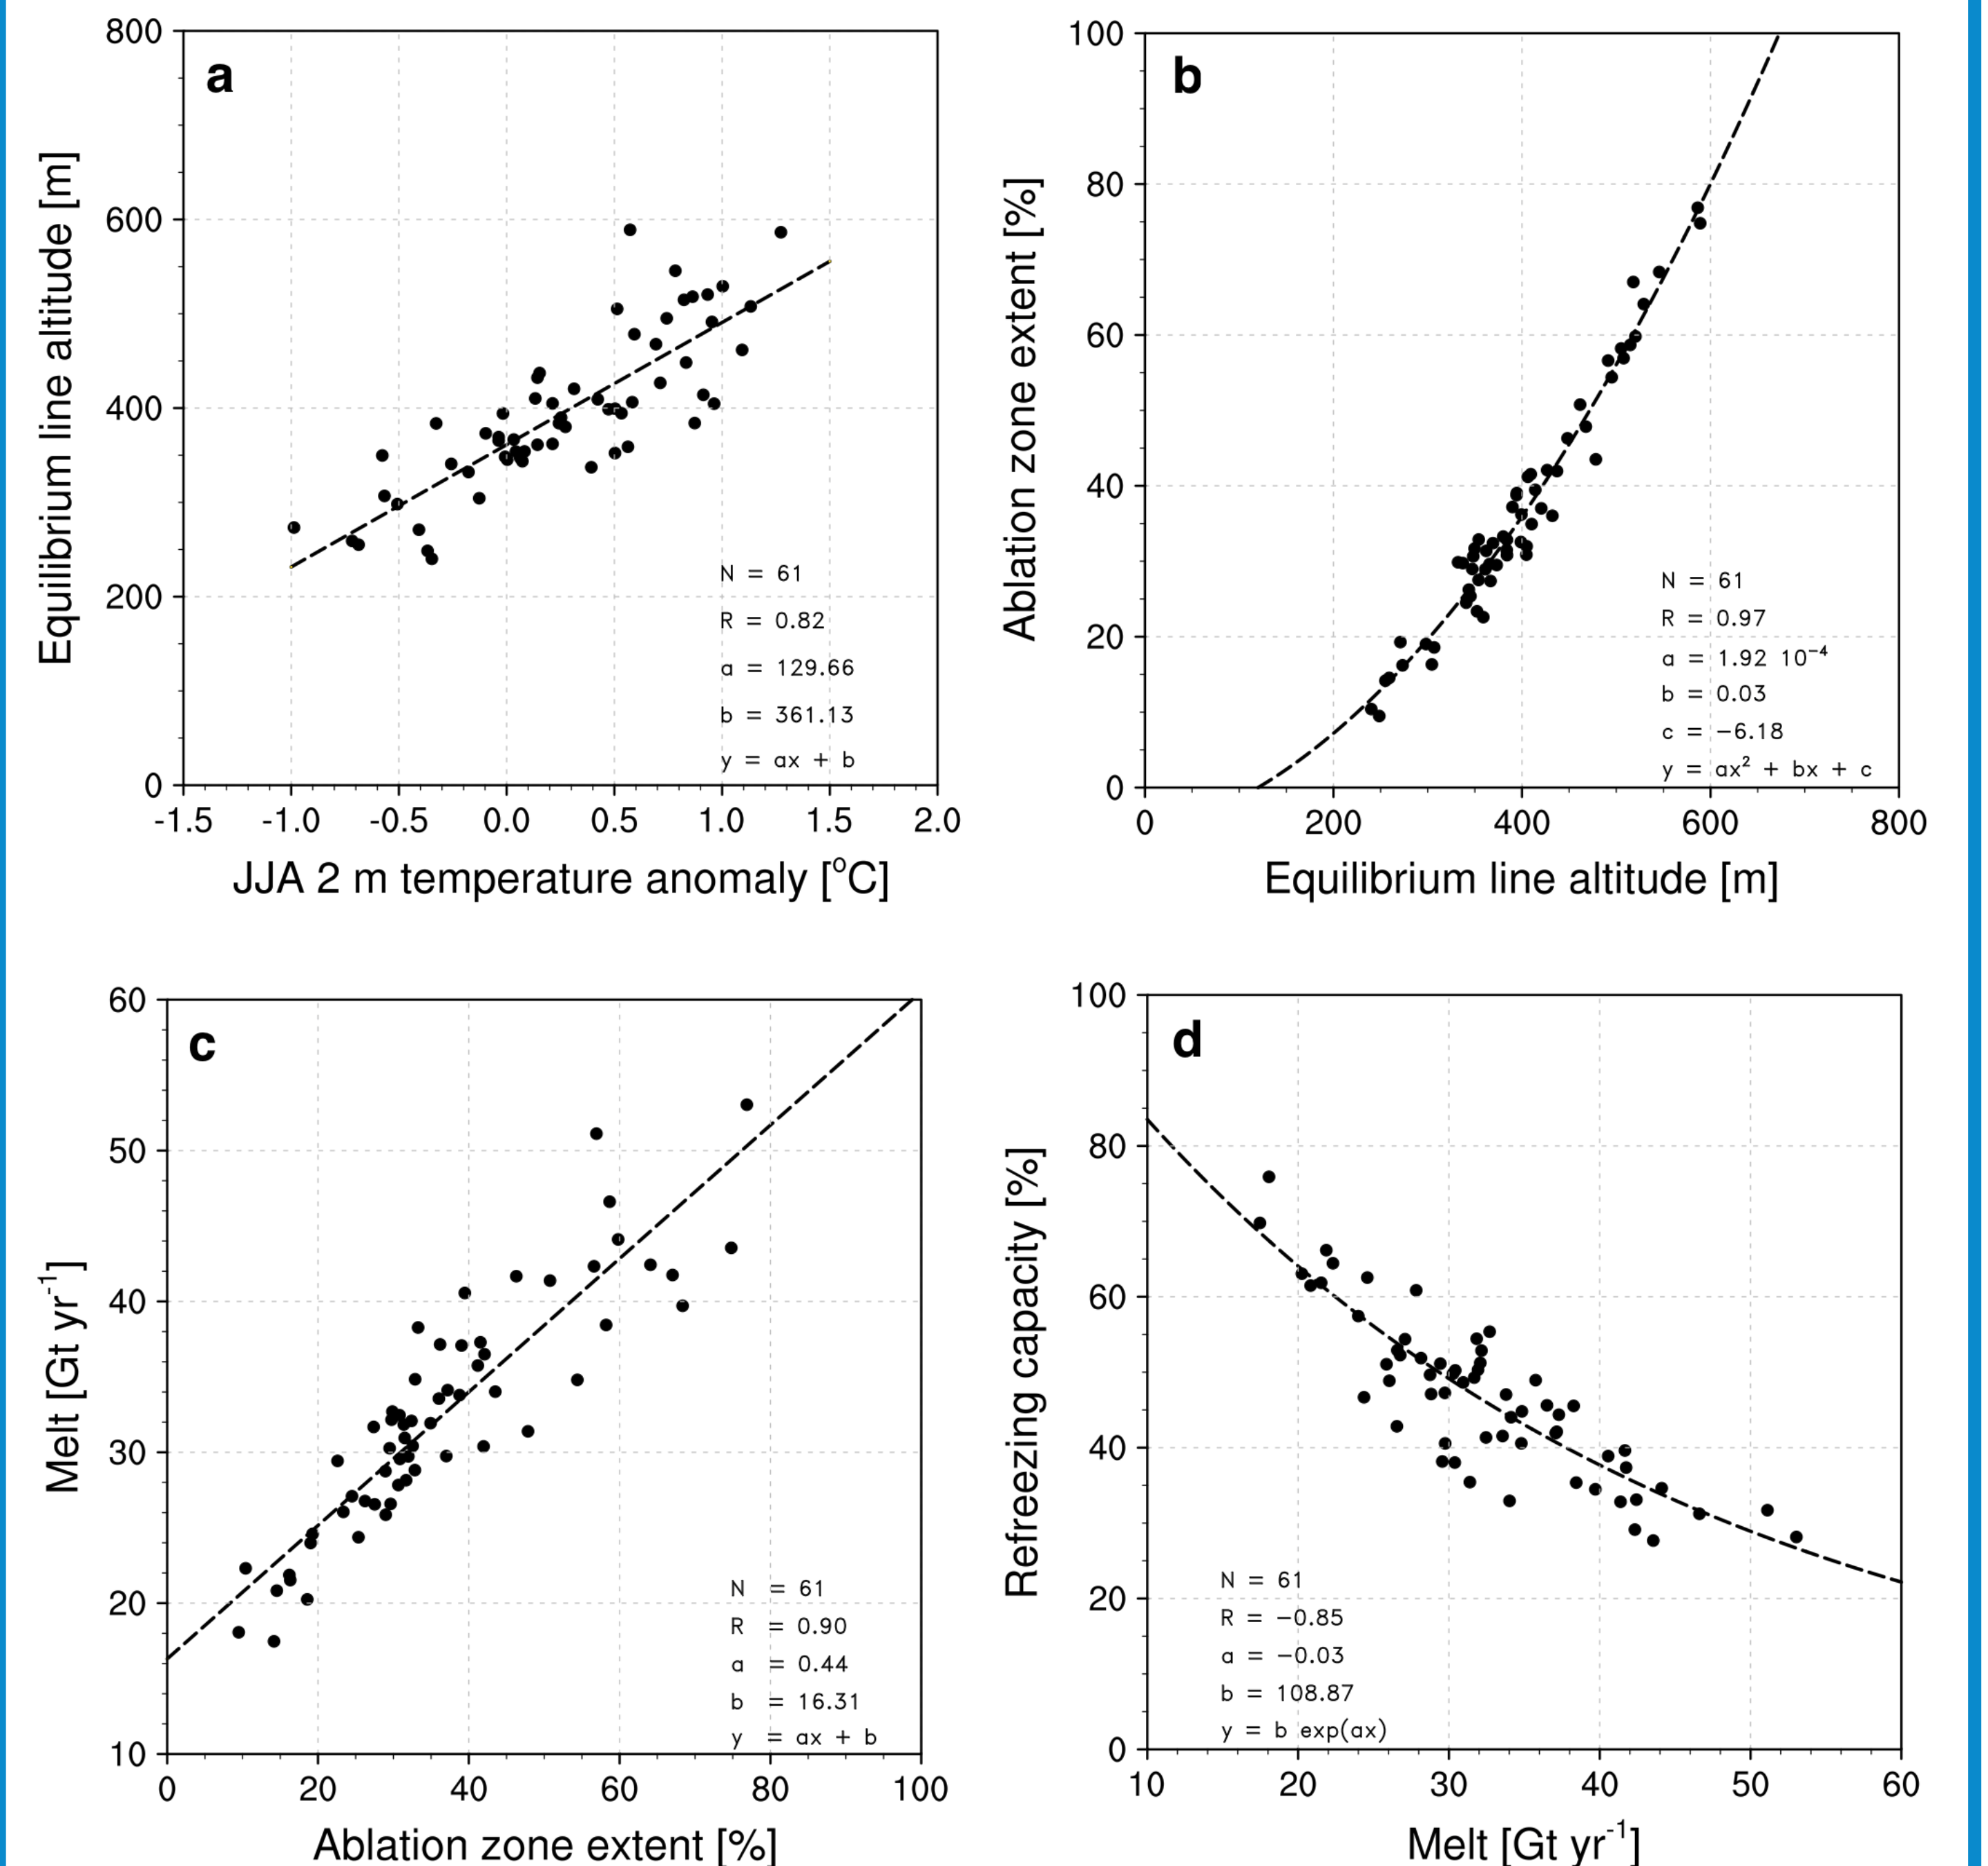 a
800
600
400
200
0
Equilibrium line altitude [m]
N = 61
R = 0.82
a = 129.66
b = 361.13
y = ax + b
-1.5 -1.0 -0.5 0.0 0.5 1.0 1.5 2.0
JJA 2 m temperature anomaly [°C]
b
100
80
60
40
20
0
Ablation zone extent [%]
N = 61
R = 0.97
a = 1.92 10⁻⁴
b = 0.03
c = −6.18
y = ax² + bx + c
0 200 400 600 800
Equilibrium line altitude [m]
c
60
50
40
30
20
10
Melt [Gt yr⁻¹]
N = 61
R = 0.90
a = 0.44
b = 16.31
y = ax + b
0 20 40 60 80 100
Ablation zone extent [%]
d
100
80
60
40
20
0
Refreezing capacity [%]
N = 61
R = −0.85
a = −0.03
b = 108.87
y = b exp(ax)
10 20 30 40 50 60
Melt [Gt yr⁻¹]